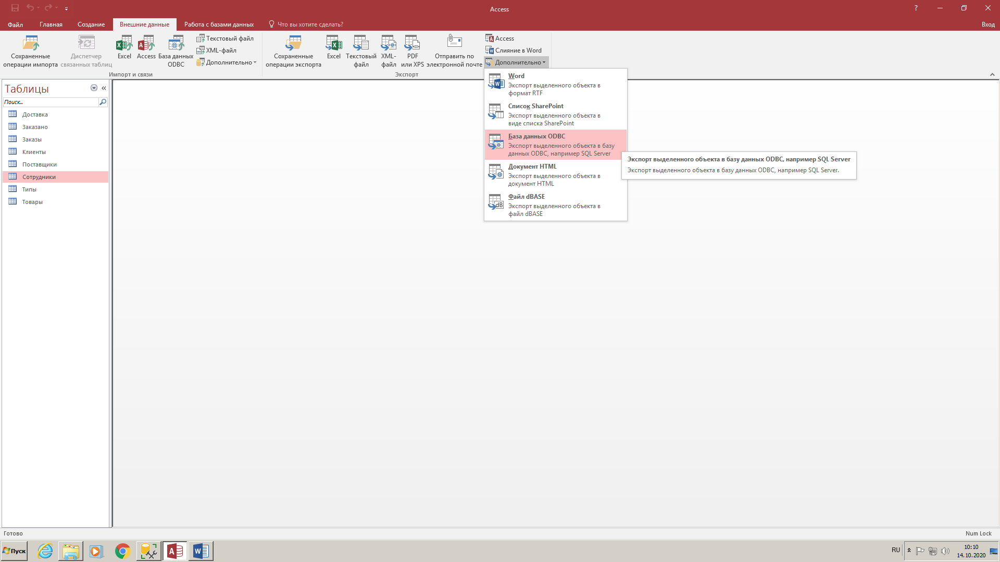 Access
?
Файл
Главная
Создание
Внешние данные
Работа с базами данных
Что вы хотите сделать?
Вход
Сохраненные
операции импорта
Диспетчер
связанных таблиц
Excel
Access
База данных
ODBC
Текстовый файл
XML-файл
Дополнительно
Импорт и связи
Сохраненные
операции экспорта
Excel
Текстовый
файл
XML-
файл
PDF
или XPS
Отправить по
электронной почте
Access
Слияние в Word
Дополнительно
Экспорт
Таблицы
Поиск...
Доставка
Заказано
Заказы
Клиенты
Поставщики
Сотрудники
Типы
Товары
Word
Экспорт выделенного объекта в
формат RTF
Список SharePoint
Экспорт выделенного объекта в
виде списка SharePoint
База данных ODBC
Экспорт выделенного объекта в базу
данных ODBC, например SQL Server
Документ HTML
Экспорт выделенного объекта в
документ HTML
Файл dBASE
Экспорт выделенного объекта в
файл dBASE
Экспорт выделенного объекта в базу данных ODBC, например SQL Server
Экспорт выделенного объекта в базу данных ODBC, например SQL Server.
Готово
Num Lock
Пуск
RU
10:10
14.10.2020